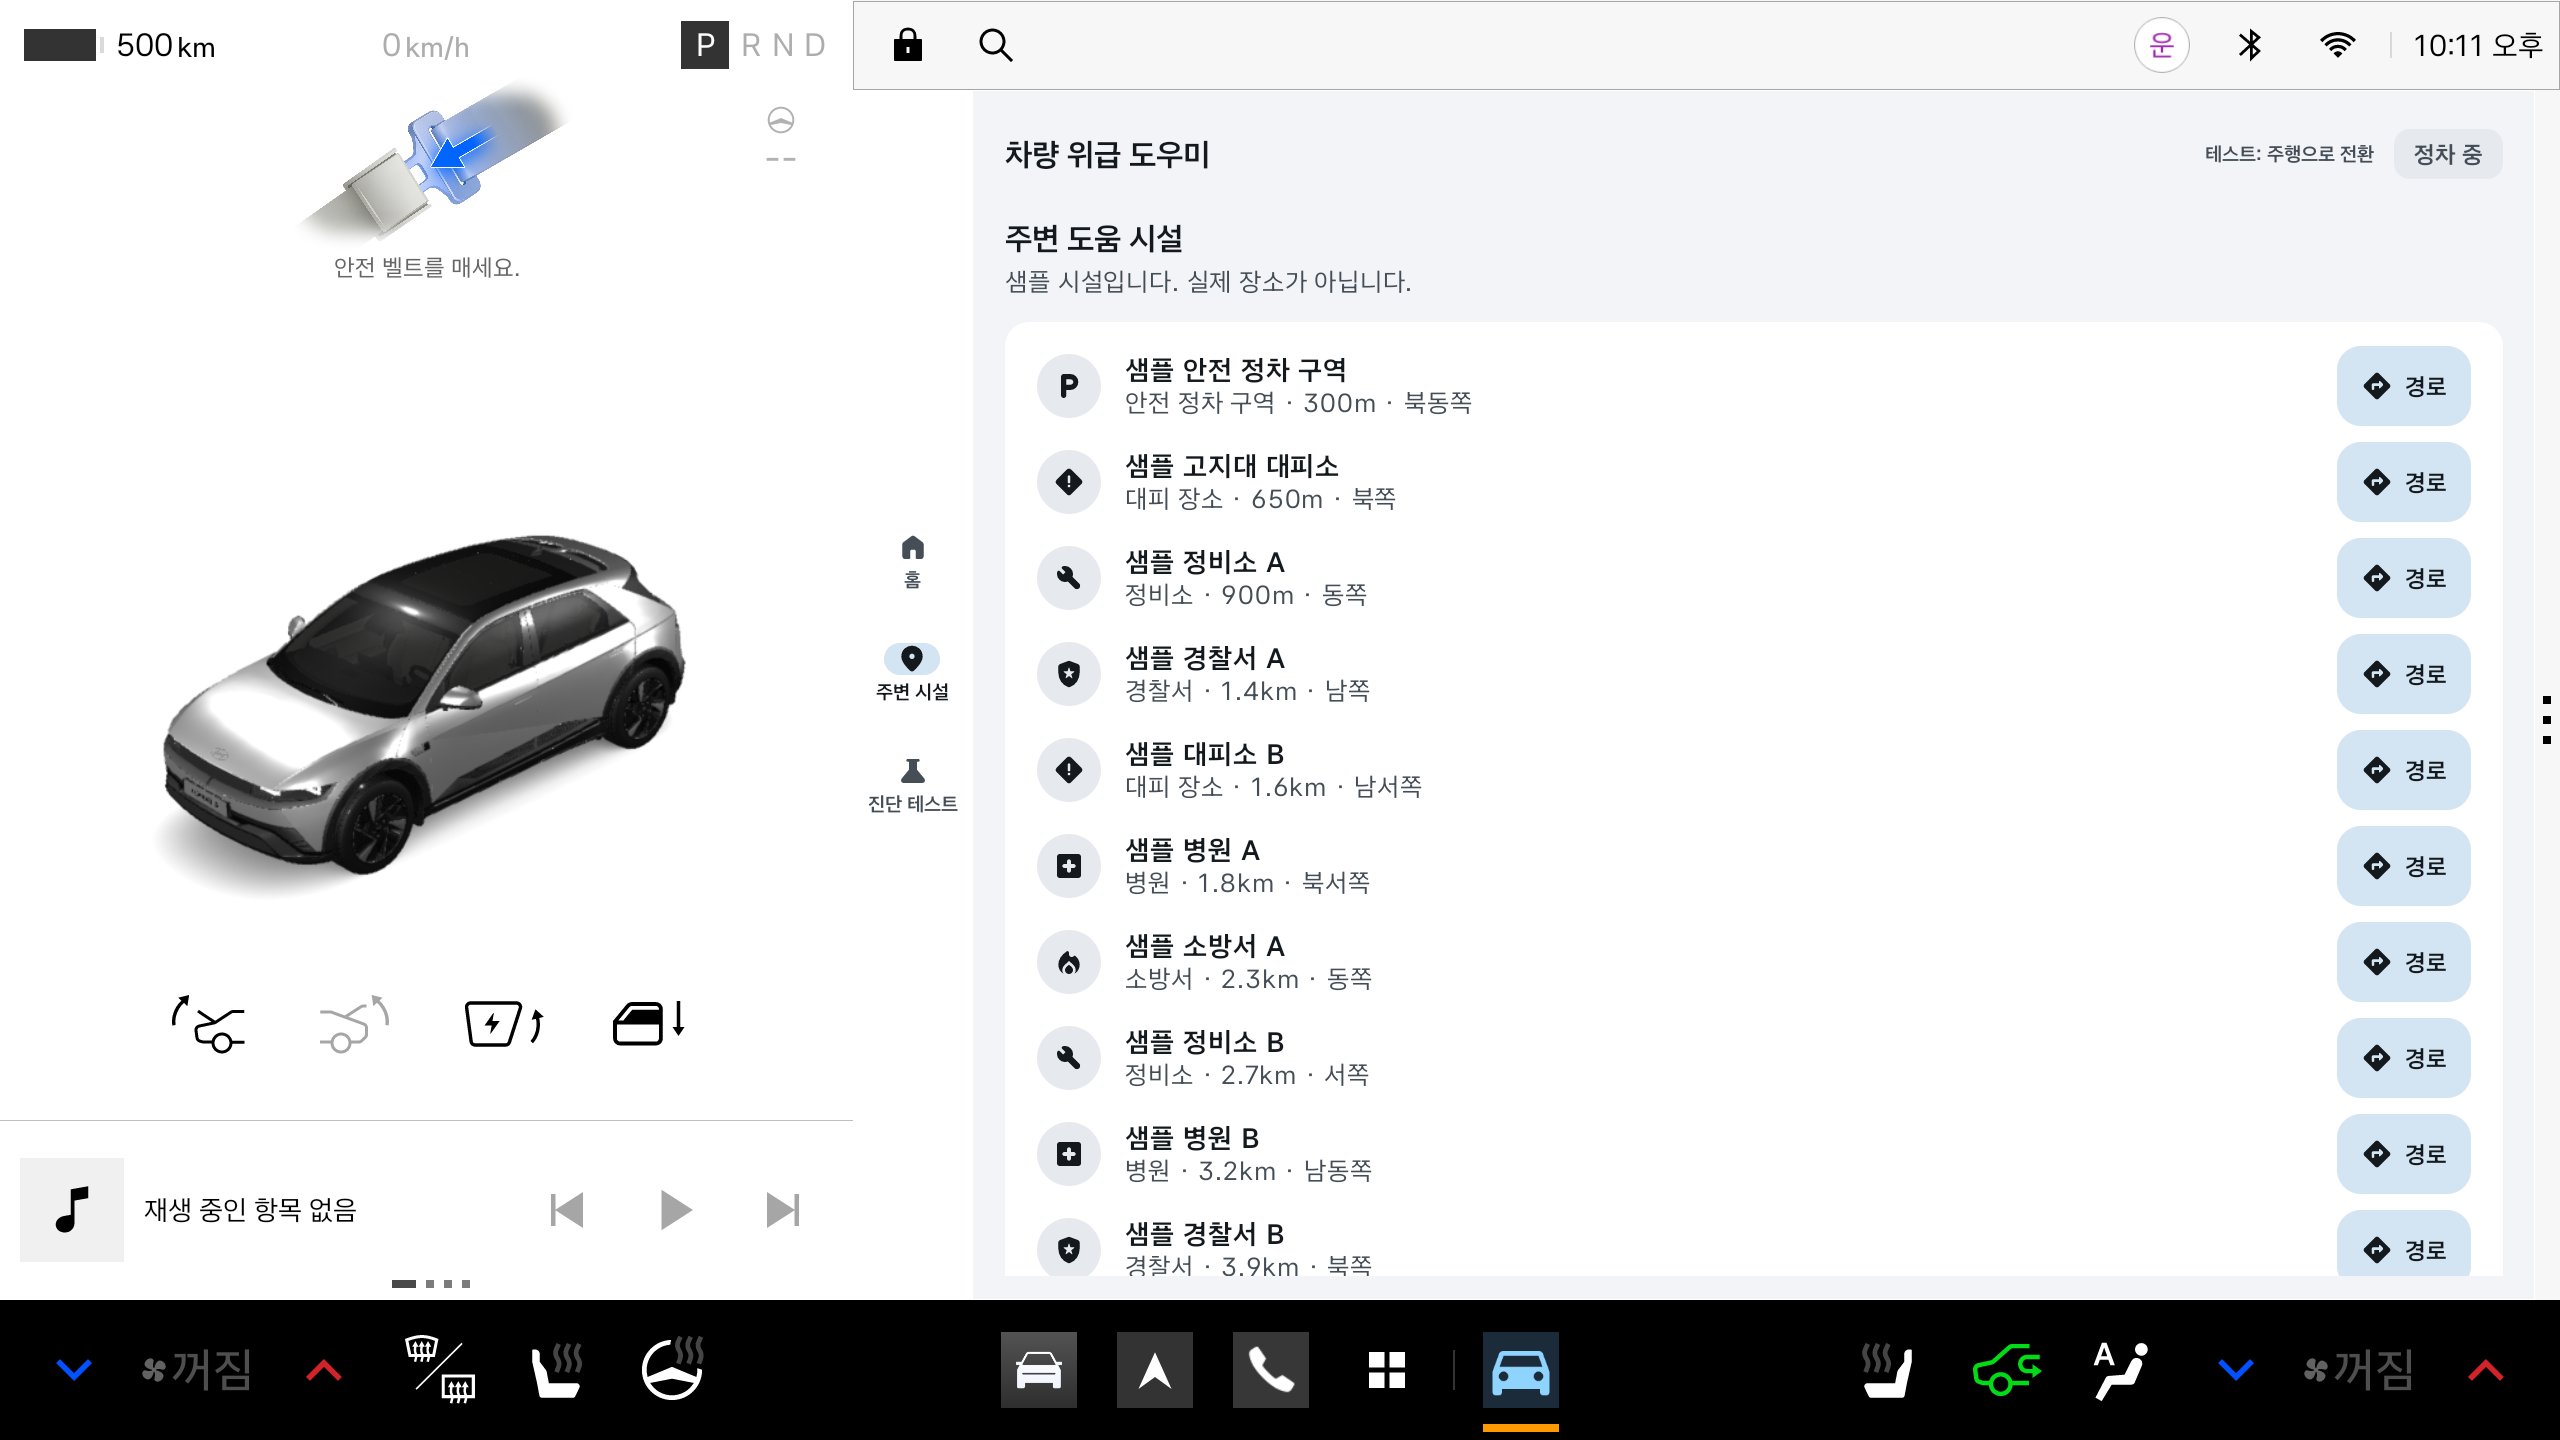 500 km
0 km/h
P R N D
운
10:11 오후
안전 벨트를 매세요.
--
차량 위급 도우미
테스트: 주행으로 전환
정차 중
주변 도움 시설
샘플 시설입니다. 실제 장소가 아닙니다.
홈
주변 시설
진단 테스트
P
샘플 안전 정차 구역
안전 정차 구역 · 300m · 북동쪽
경로
샘플 고지대 대피소
대피 장소 · 650m · 북쪽
경로
샘플 정비소 A
정비소 · 900m · 동쪽
경로
샘플 경찰서 A
경찰서 · 1.4km · 남쪽
경로
샘플 대피소 B
대피 장소 · 1.6km · 남서쪽
경로
샘플 병원 A
병원 · 1.8km · 북서쪽
경로
샘플 소방서 A
소방서 · 2.3km · 동쪽
경로
샘플 정비소 B
정비소 · 2.7km · 서쪽
경로
샘플 병원 B
병원 · 3.2km · 남동쪽
경로
샘플 경찰서 B
경찰서 · 3.9km · 북쪽
경로
재생 중인 항목 없음
꺼짐
A
꺼짐